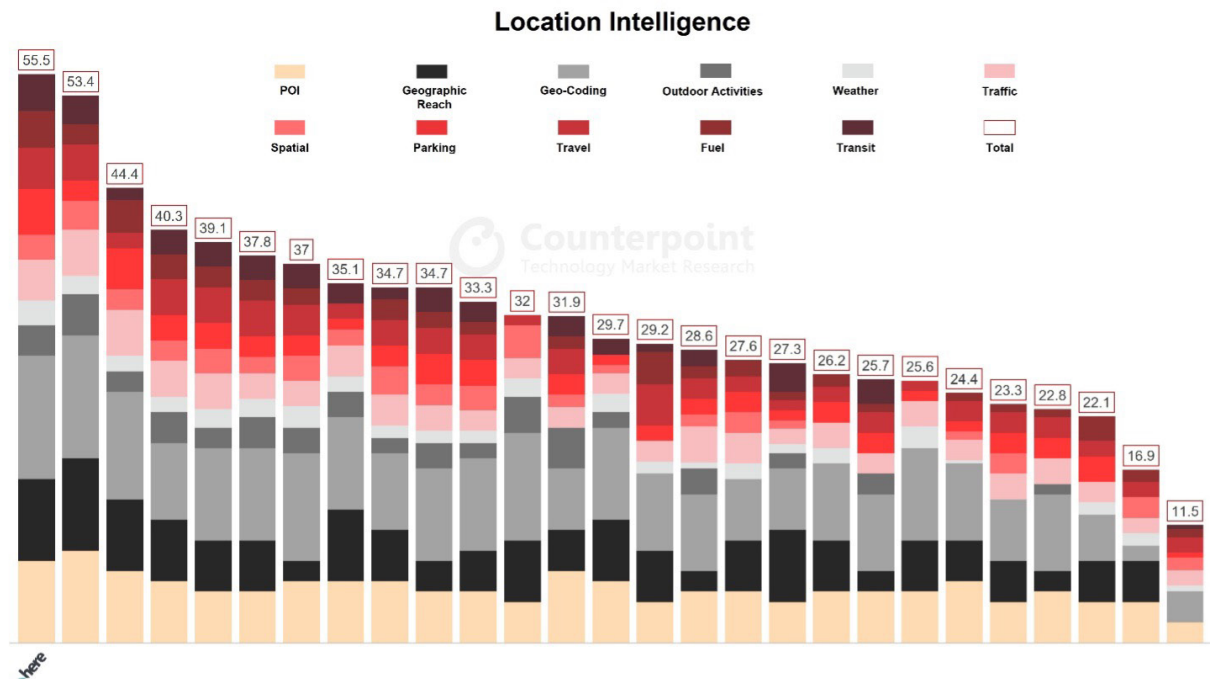 Location Intelligence
POI
Geographic
Reach
Geo-Coding
Outdoor Activities
Weather
Traffic
Spatial
Parking
Travel
Fuel
Transit
Total
55.5
53.4
44.4
40.3
39.1
37.8
37
35.1
34.7
34.7
33.3
32
31.9
29.7
29.2
28.6
27.6
27.3
26.2
25.7
25.6
24.4
23.3
22.8
22.1
16.9
11.5
Counterpoint
Technology Market Research
here